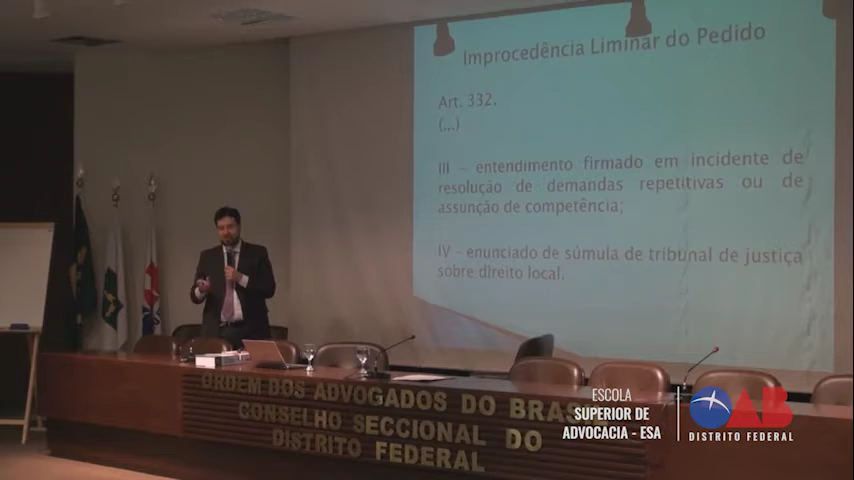 Improcedência Liminar do Pedido
Art. 332.
(...)
III - entendimento firmado em incidente de
resolução de demandas repetitivas ou de
assunção de competência;
IV - enunciado de súmula de tribunal de justiça
sobre direito local.
ORDEM DOS ADVOGADOS DO BRASIL
CONSELHO SECCIONAL DO
DISTRITO FEDERAL
ESCOLA
SUPERIOR DE
ADVOCACIA - ESA
OAB
DISTRITO FEDERAL